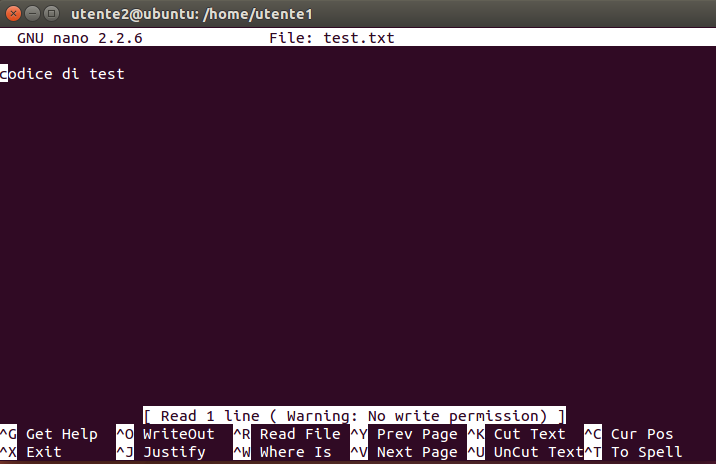 utente2@ubuntu: /home/utente1
GNU nano 2.2.6 File: test.txt
codice di test
[ Read 1 line ( Warning: No write permission) ]
^G Get Help ^O WriteOut ^R Read File ^Y Prev Page ^K Cut Text ^C Cur Pos
^X Exit ^J Justify ^W Where Is ^V Next Page ^U UnCut Text ^T To Spell